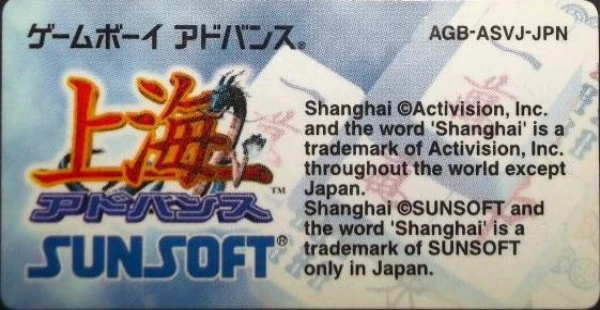 ゲームボーイ アドバンス®
AGB-ASVJ-JPN
上海
アドバンス™
SUNSOFT®
Shanghai ©Activision, Inc.
and the word 'Shanghai' is a
trademark of Activision, Inc.
throughout the world except
Japan.
Shanghai ©SUNSOFT and
the word 'Shanghai' is a
trademark of SUNSOFT
only in Japan.